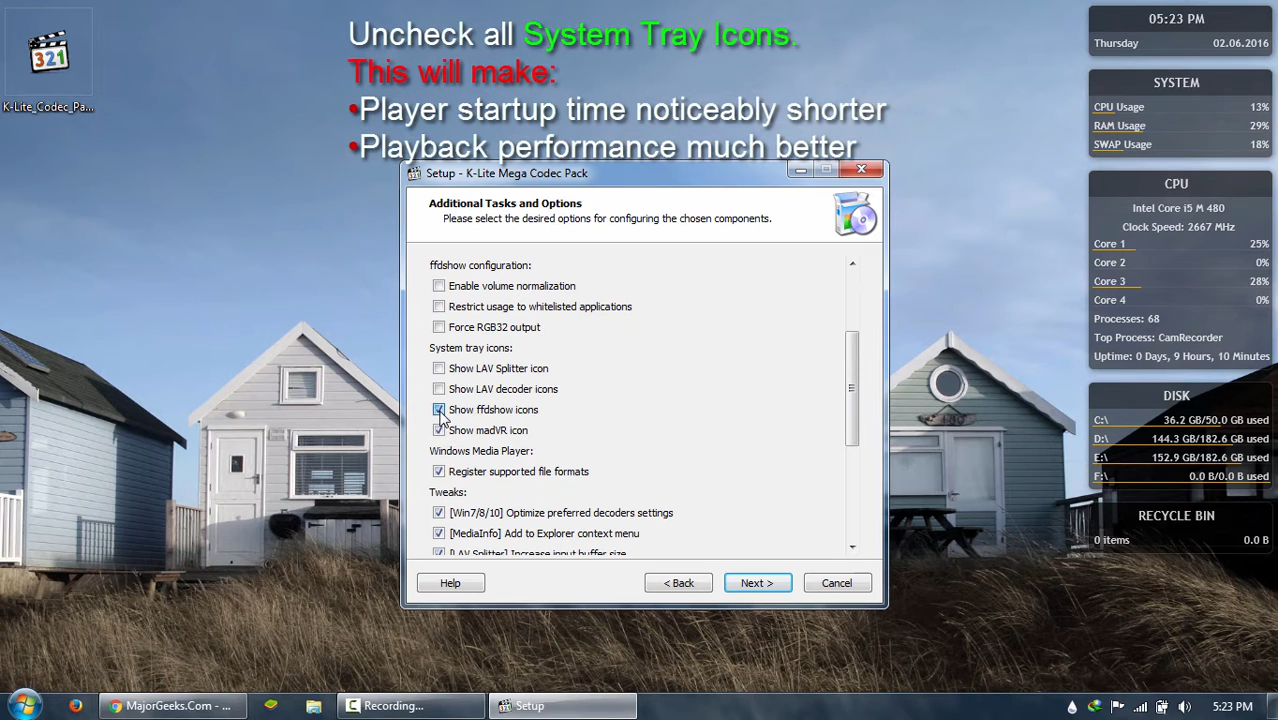 Uncheck all System Tray Icons.
This will make:
•Player startup time noticeably shorter
•Playback performance much better
K-Lite_Codec_Pa...
Setup - K-Lite Mega Codec Pack
Additional Tasks and Options
Please select the desired options for configuring the chosen components.
ffdshow configuration:
Enable volume normalization
Restrict usage to whitelisted applications
Force RGB32 output
System tray icons:
Show LAV Splitter icon
Show LAV decoder icons
Show ffdshow icons
Show madVR icon
Windows Media Player:
Register supported file formats
Tweaks:
[Win7/8/10] Optimize preferred decoders settings
[MediaInfo] Add to Explorer context menu
[LAV Splitter] Increase input buffer size
Help
< Back
Next >
Cancel
05:23 PM
Thursday 02.06.2016
SYSTEM
CPU Usage 13%
RAM Usage 29%
SWAP Usage 18%
CPU
Intel Core i5 M 480
Clock Speed: 2667 MHz
Core 1 25%
Core 2 0%
Core 3 28%
Core 4 0%
Processes: 68
Top Process: CamRecorder
Uptime: 0 Days, 9 Hours, 10 Minutes
DISK
C:\ 36.2 GB/50.0 GB used
D:\ 144.3 GB/182.6 GB used
E:\ 152.9 GB/182.6 GB used
F:\ 0.0 B/0.0 B used
RECYCLE BIN
0 items 0.0 B
MajorGeeks.Com - ...
Recording...
Setup
5:23 PM